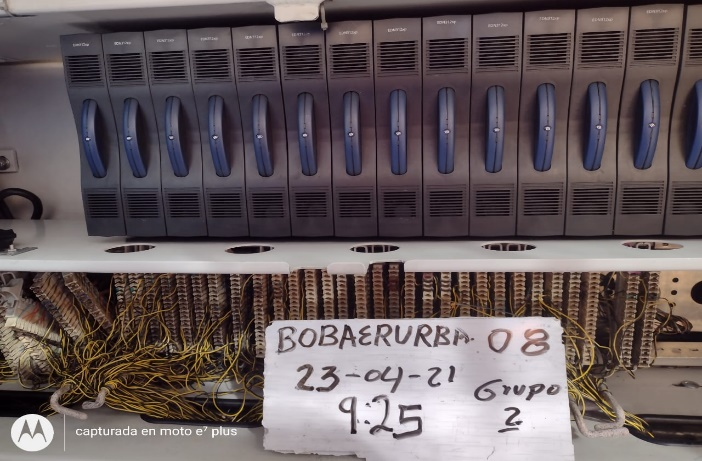 BOBAERURBA 08
23-04-21
Grupo
2
9:25
capturada en moto e⁷ plus